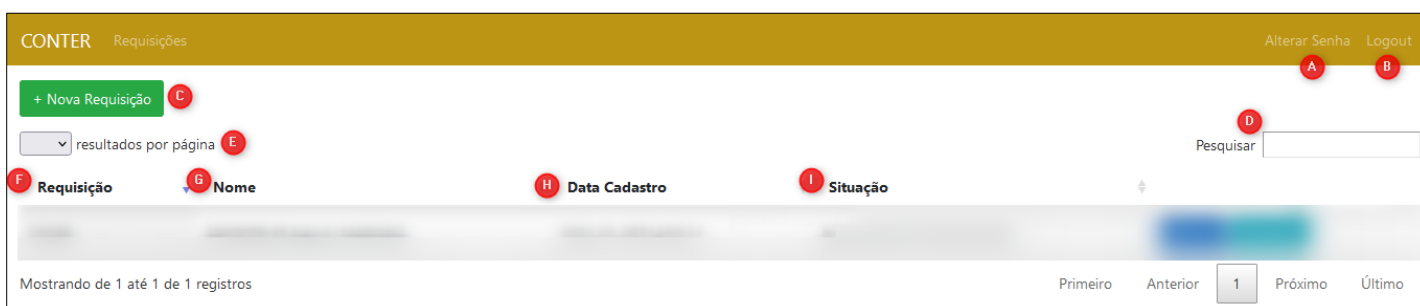 CONTER Requisições Alterar Senha Logout
A B
+ Nova Requisição C
D
resultados por página E Pesquisar
F Requisição G Nome H Data Cadastro I Situação
Mostrando de 1 até 1 de 1 registros Primeiro Anterior 1 Próximo Último